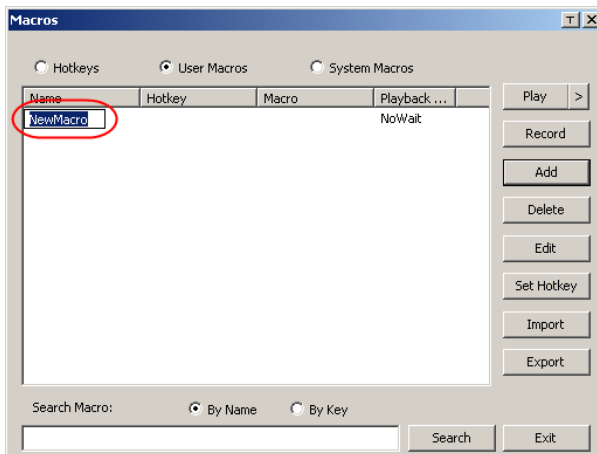 Macros
T X
Hotkeys User Macros System Macros
Name Hotkey Macro Playback ...
NewMacro NoWait
Play >
Record
Add
Delete
Edit
Set Hotkey
Import
Export
Search Macro: By Name By Key
Search Exit